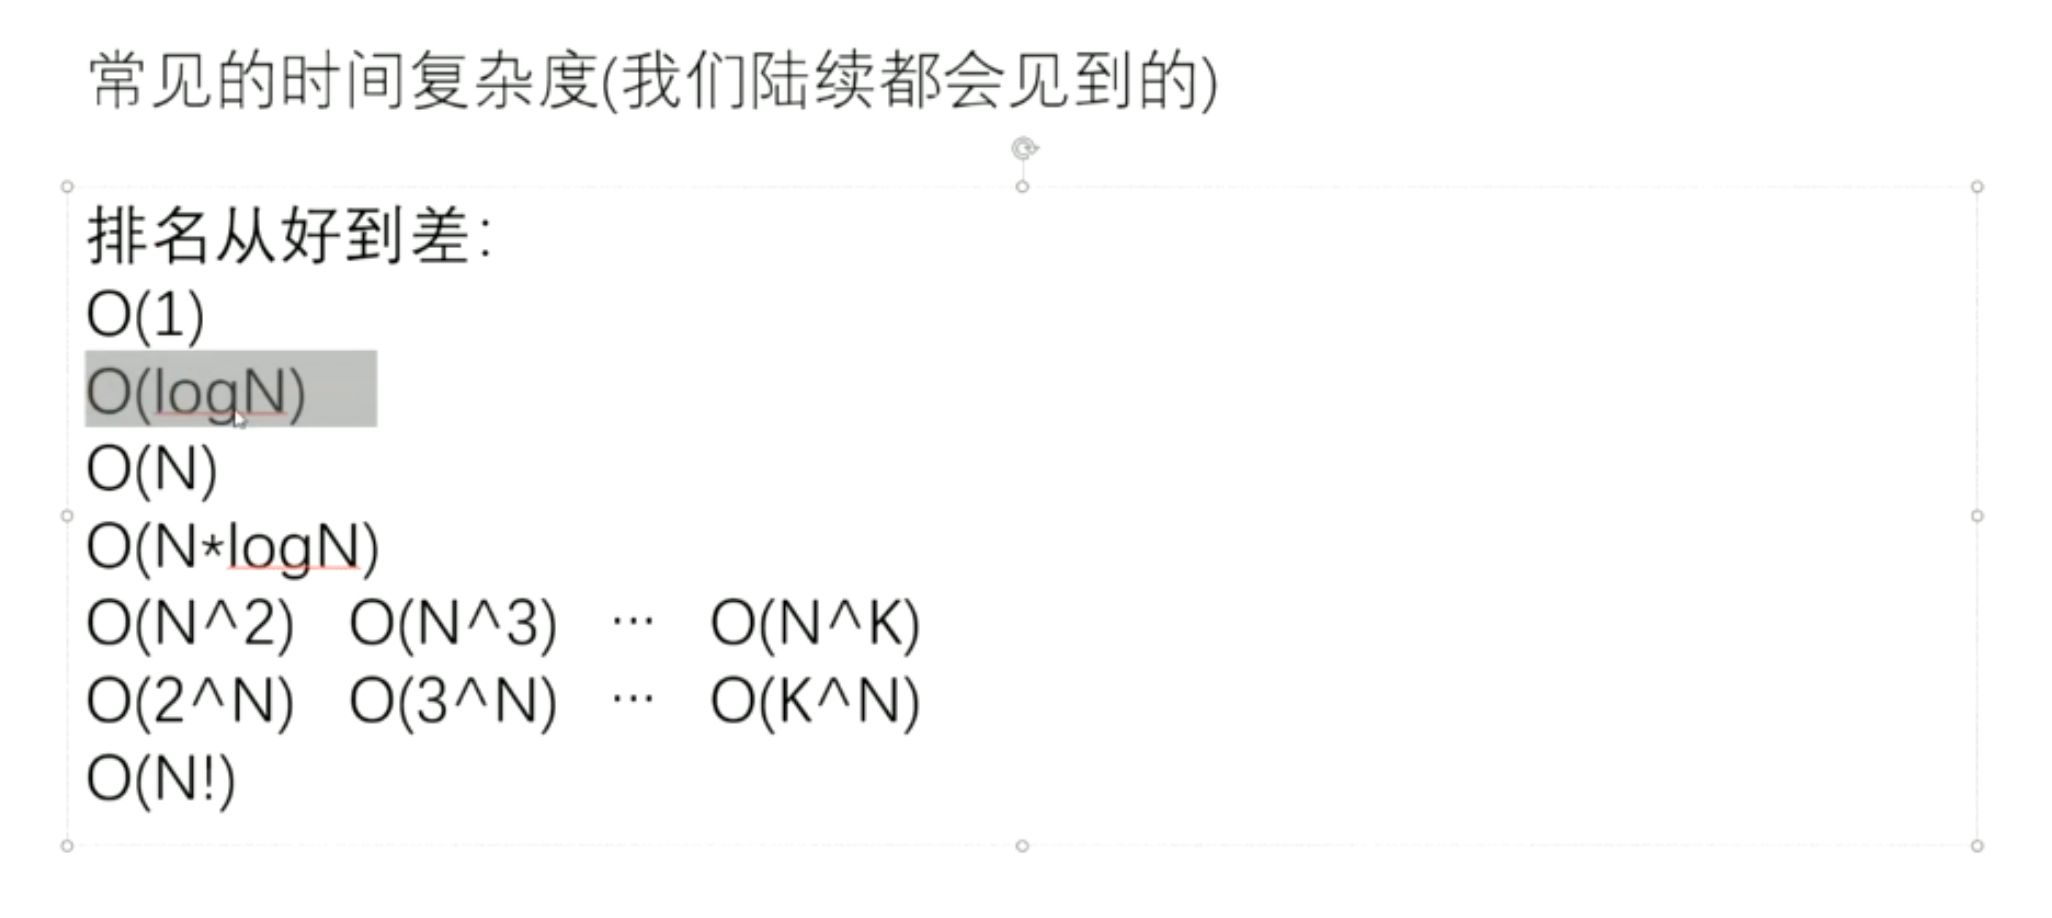 常见的时间复杂度(我们陆续都会见到的)
排名从好到差：
O(1)
O(logN)
O(N)
O(N*logN)
O(N^2) O(N^3) … O(N^K)
O(2^N) O(3^N) … O(K^N)
O(N!)